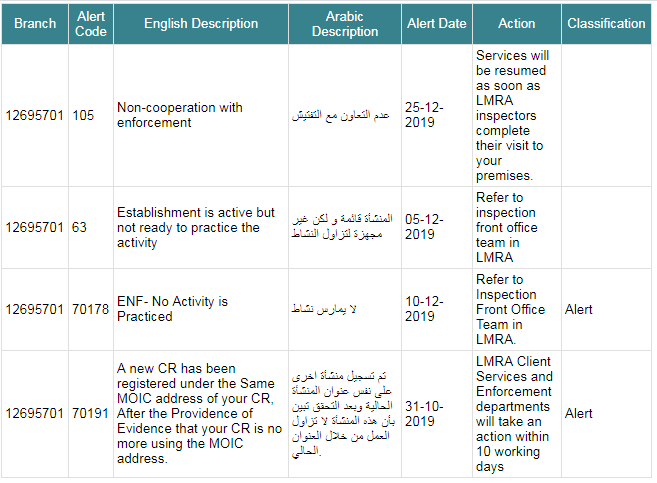 Branch
Alert
Code
English Description
Arabic
Description
Alert Date
Action
Classification
12695701
105
Non-cooperation with
enforcement
عدم التعاون مع التفتيش
25-12-
2019
Services will
be resumed
as soon as
LMRA
inspectors
complete
their visit to
your
premises.
12695701
63
Establishment is active but
not ready to practice the
activity
المنشأة قائمة و لكن غير
مجهزة لتزاول النشاط
05-12-
2019
Refer to
inspection
front office
team in
LMRA
12695701
70178
ENF- No Activity is
Practiced
لا يمارس نشاط
10-12-
2019
Refer to
Inspection
Front Office
Team in
LMRA.
Alert
12695701
70191
A new CR has been
registered under the Same
MOIC address of your CR,
After the Providence of
Evidence that your CR is no
more using the MOIC
address.
تم تسجيل منشأة اخرى
على نفس عنوان المنشأة
الحالية وبعد التحقق تبين
بأن هذه المنشأة لا تزاول
العمل من خلال العنوان
الحالي.
31-10-
2019
LMRA Client
Services and
Enforcement
departments
will take an
action within
10 working
days
Alert